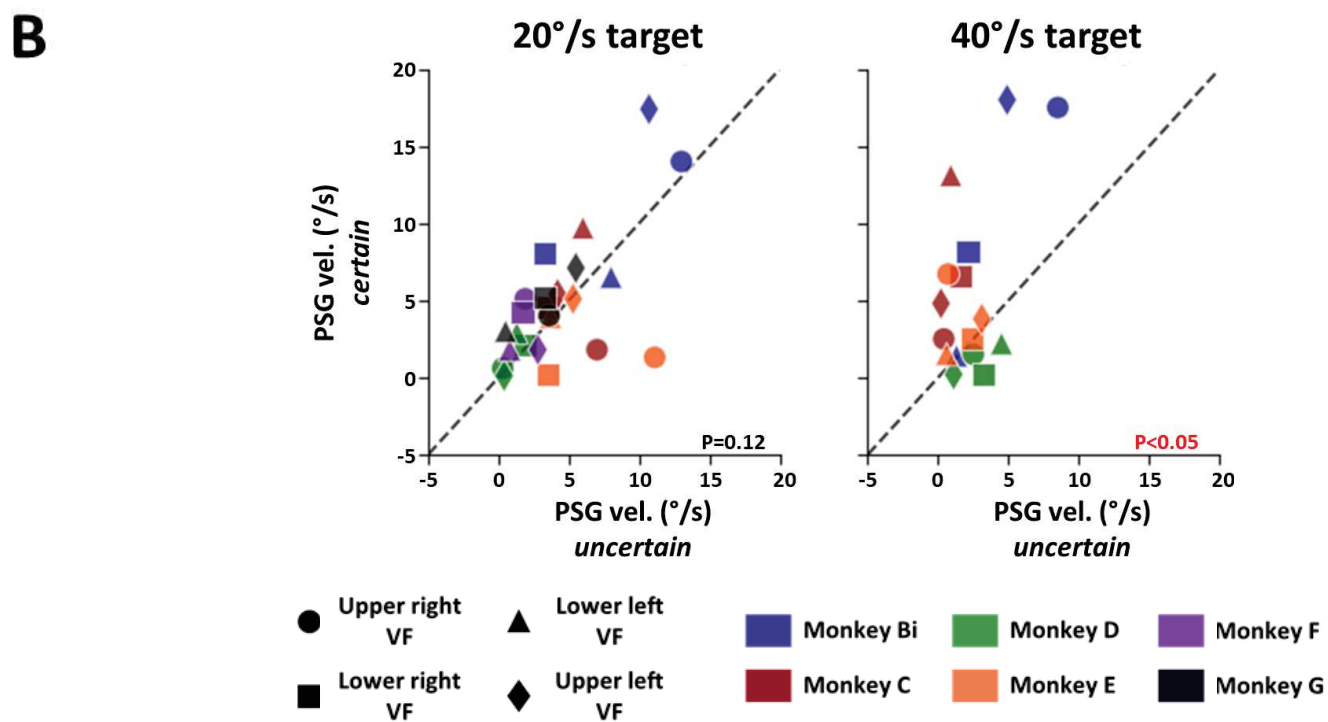 B
20°/s target
40°/s target
PSG vel. (°/s)
certain
20
15
10
5
0
-5
P=0.12
P<0.05
-5 0 5 10 15 20
-5 0 5 10 15 20
PSG vel. (°/s)
uncertain
PSG vel. (°/s)
uncertain
Upper right
VF
Lower left
VF
Lower right
VF
Upper left
VF
Monkey Bi
Monkey D
Monkey F
Monkey C
Monkey E
Monkey G